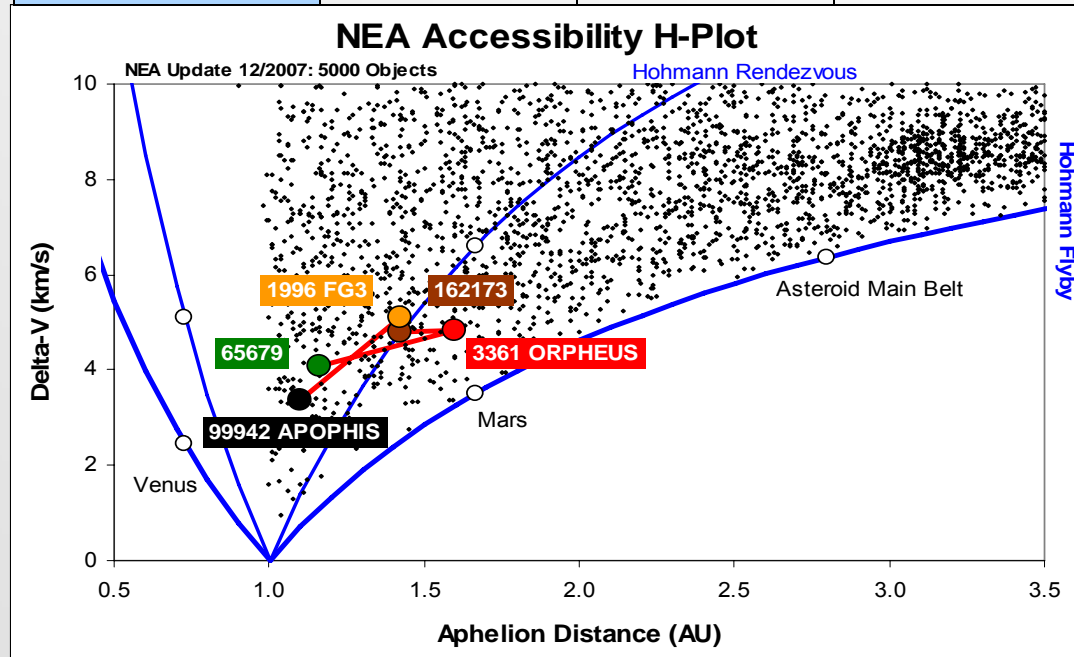 NEA Accessibility H-Plot
NEA Update 12/2007: 5000 Objects
Hohmann Rendezvous
10
8
6
4
2
0
Delta-V (km/s)
1996 FG3
162173
65679
3361 ORPHEUS
99942 APOPHIS
Asteroid Main Belt
Mars
Venus
Hohmann Flyby
0.5
1.0
1.5
2.0
2.5
3.0
3.5
Aphelion Distance (AU)